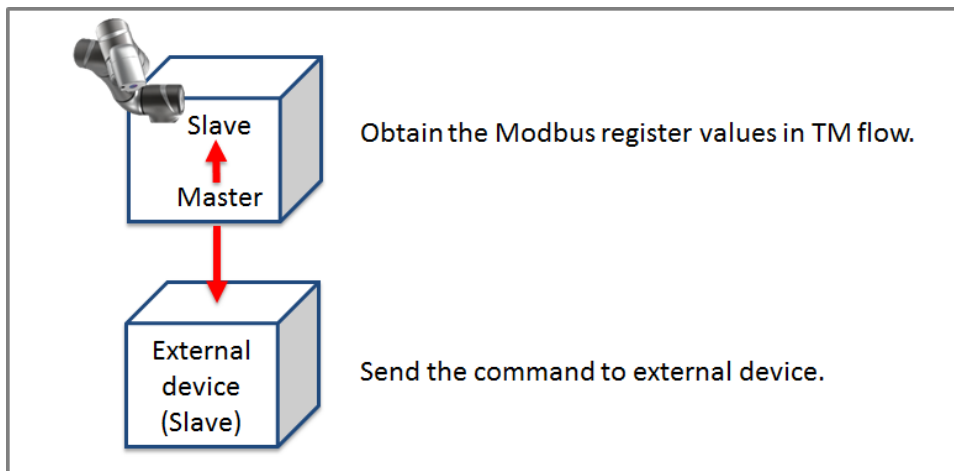 Slave
Obtain the Modbus register values in TM flow.
Master
External
device
(Slave)
Send the command to external device.